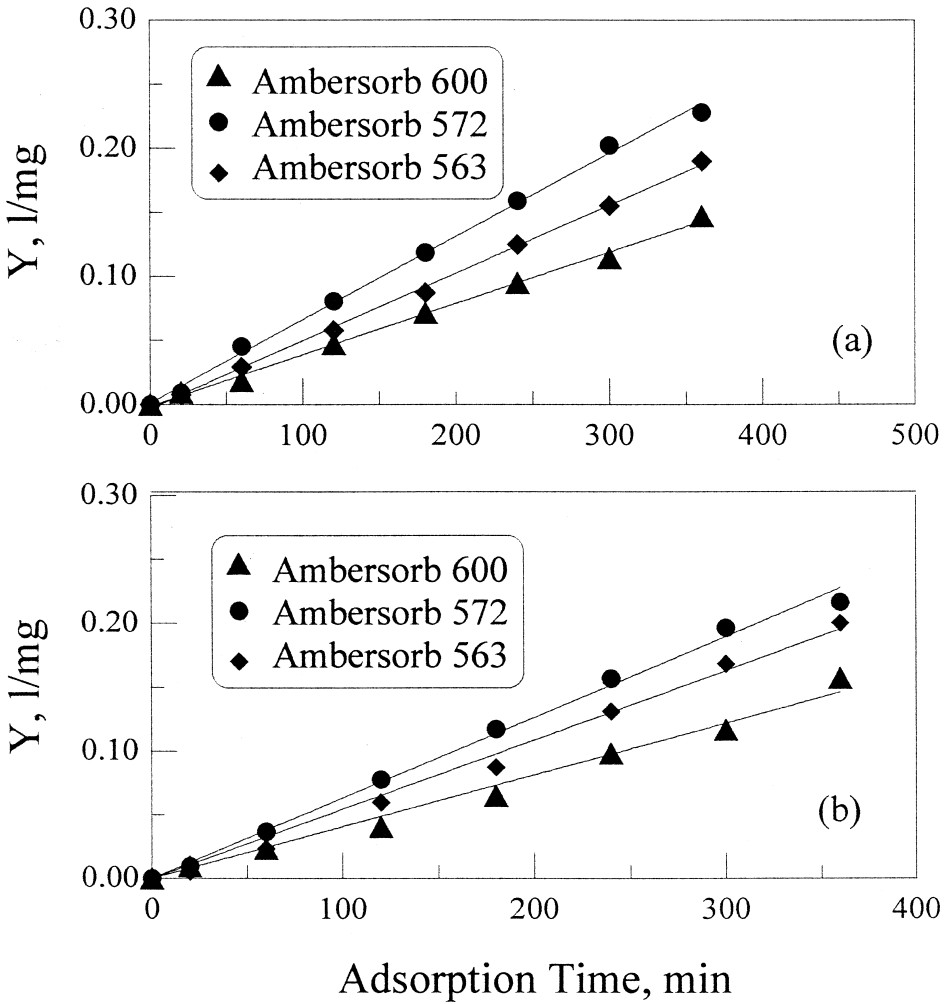 0.30
Ambersorb 600
Ambersorb 572
Ambersorb 563
0.20
Y, l/mg
0.10
(a)
0.00
0 100 200 300 400 500
0.30
Ambersorb 600
Ambersorb 572
Ambersorb 563
0.20
Y, l/mg
0.10
(b)
0.00
0 100 200 300 400
Adsorption Time, min